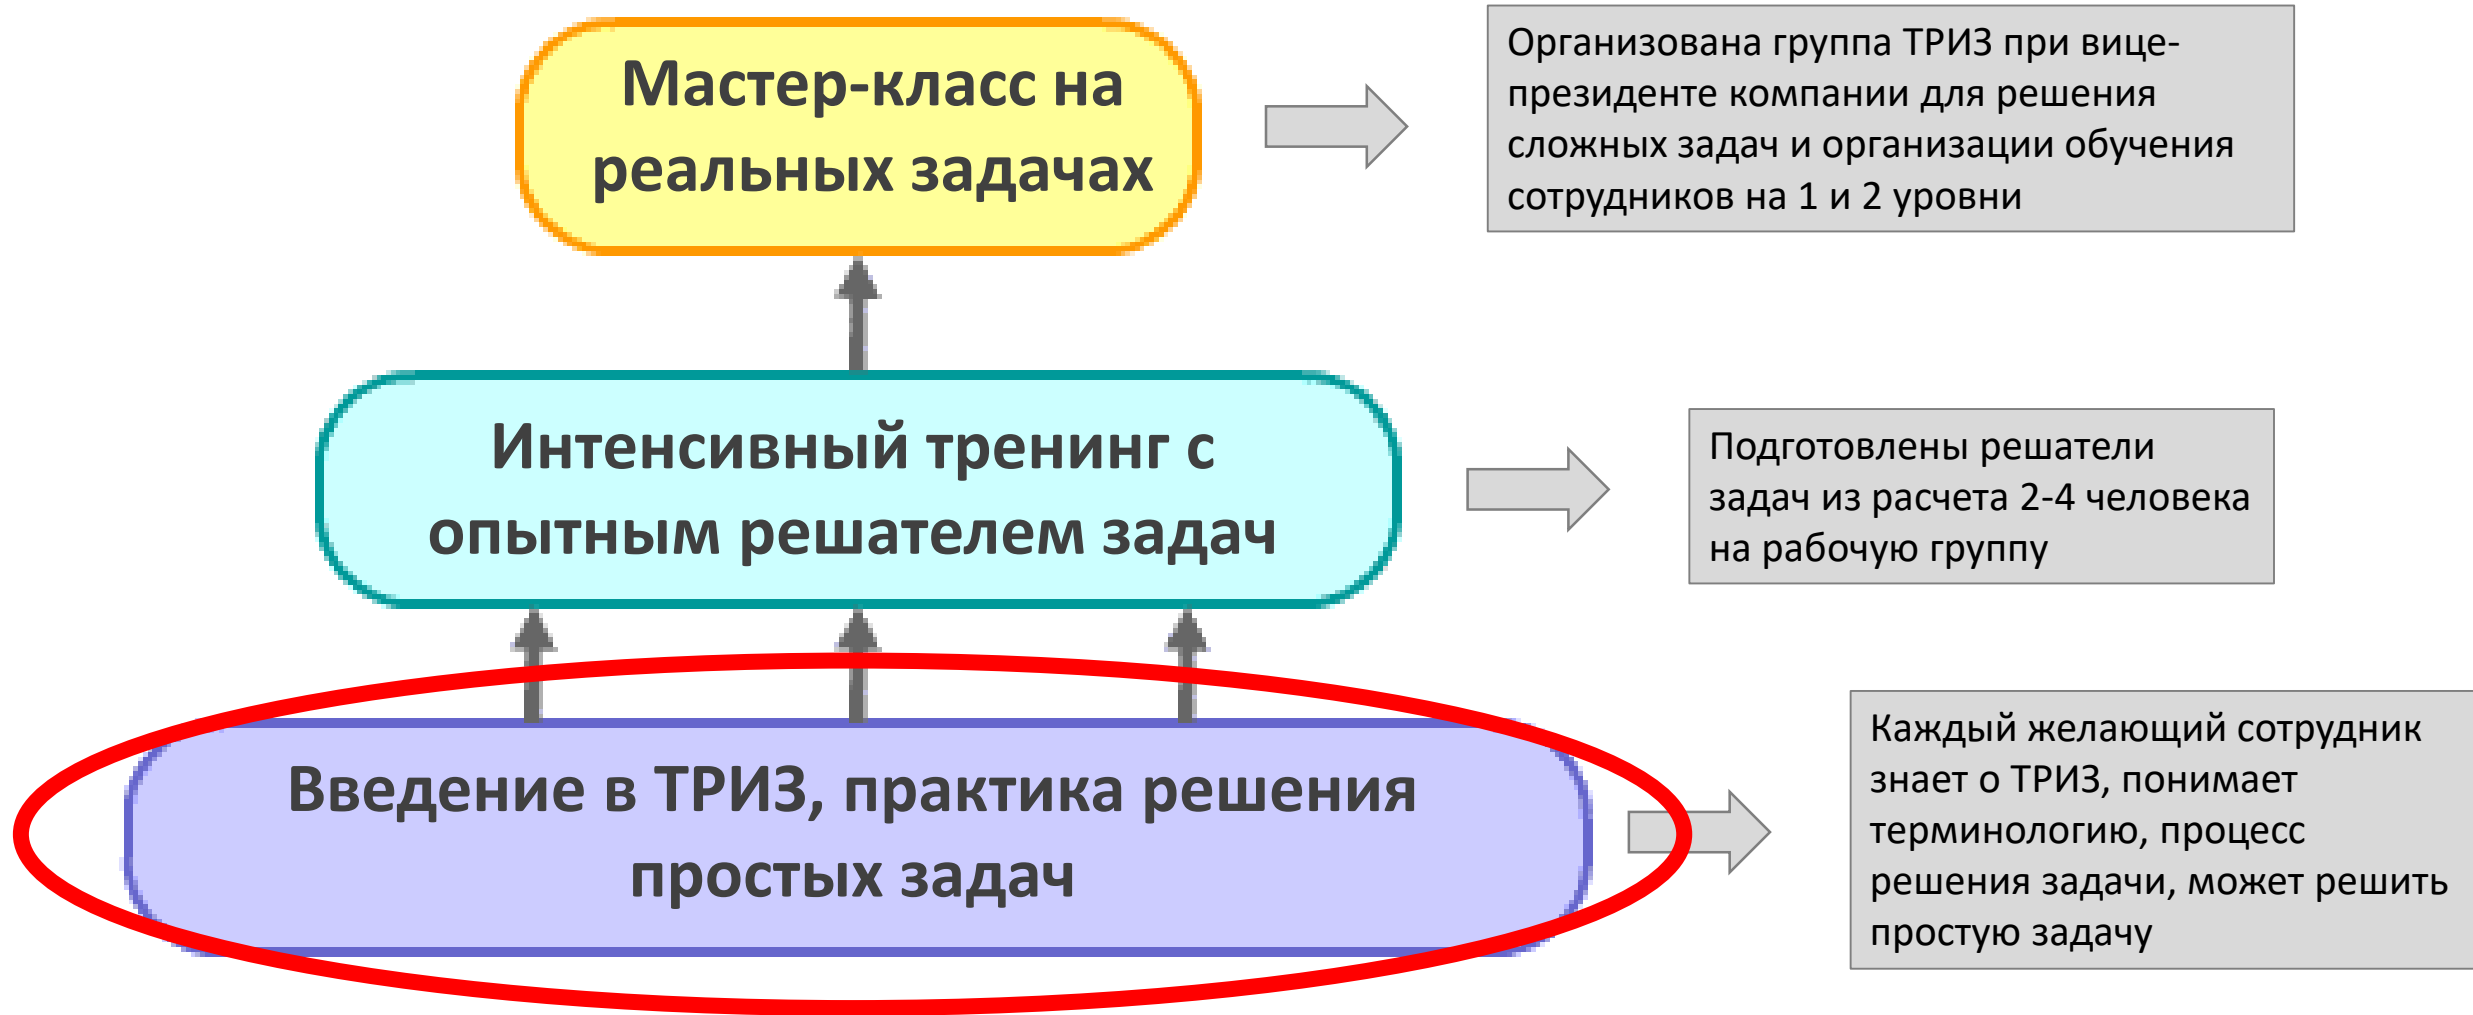 Мастер-класс на
реальных задачах
Организована группа ТРИЗ при вице-
президенте компании для решения
сложных задач и организации обучения
сотрудников на 1 и 2 уровни
Интенсивный тренинг с
опытным решателем задач
Подготовлены решатели
задач из расчета 2-4 человека
на рабочую группу
Введение в ТРИЗ, практика решения
простых задач
Каждый желающий сотрудник
знает о ТРИЗ, понимает
терминологию, процесс
решения задачи, может решить
простую задачу